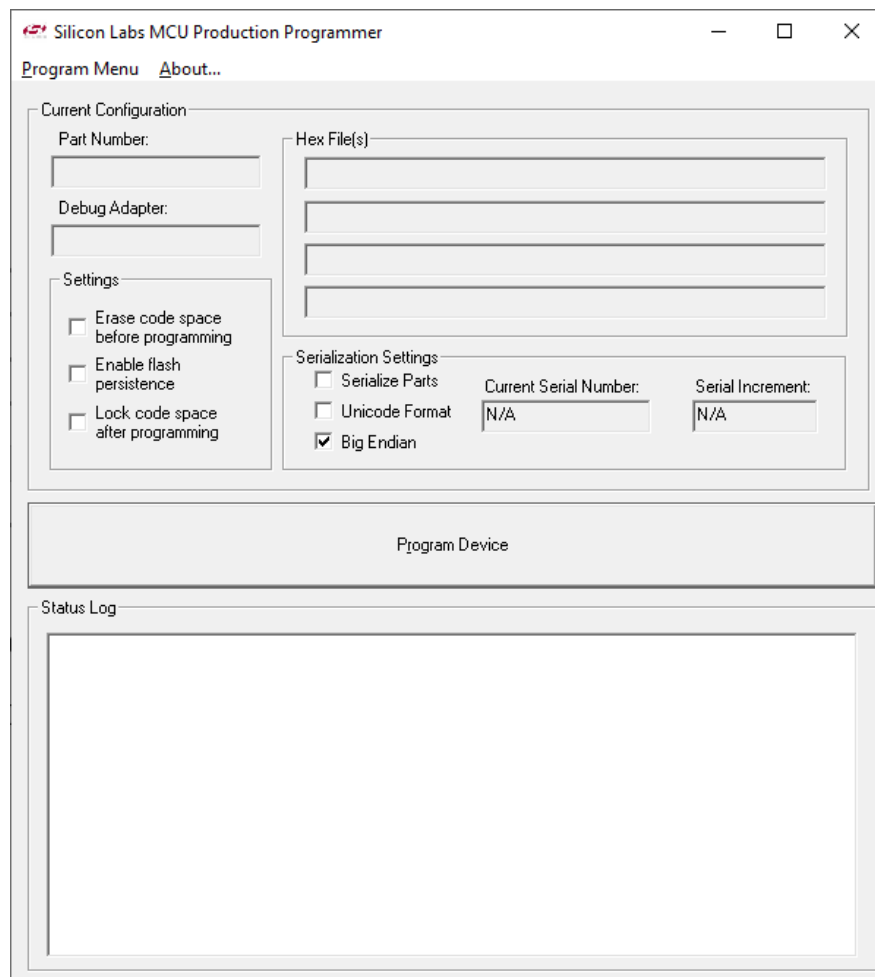 Silicon Labs MCU Production Programmer
Program Menu About...
Current Configuration
Part Number:
Debug Adapter:
Settings
Erase code space
before programming
Enable flash
persistence
Lock code space
after programming
Hex File(s)
Serialization Settings
Serialize Parts
Unicode Format
Big Endian
Current Serial Number:
N/A
Serial Increment:
N/A
Program Device
Status Log